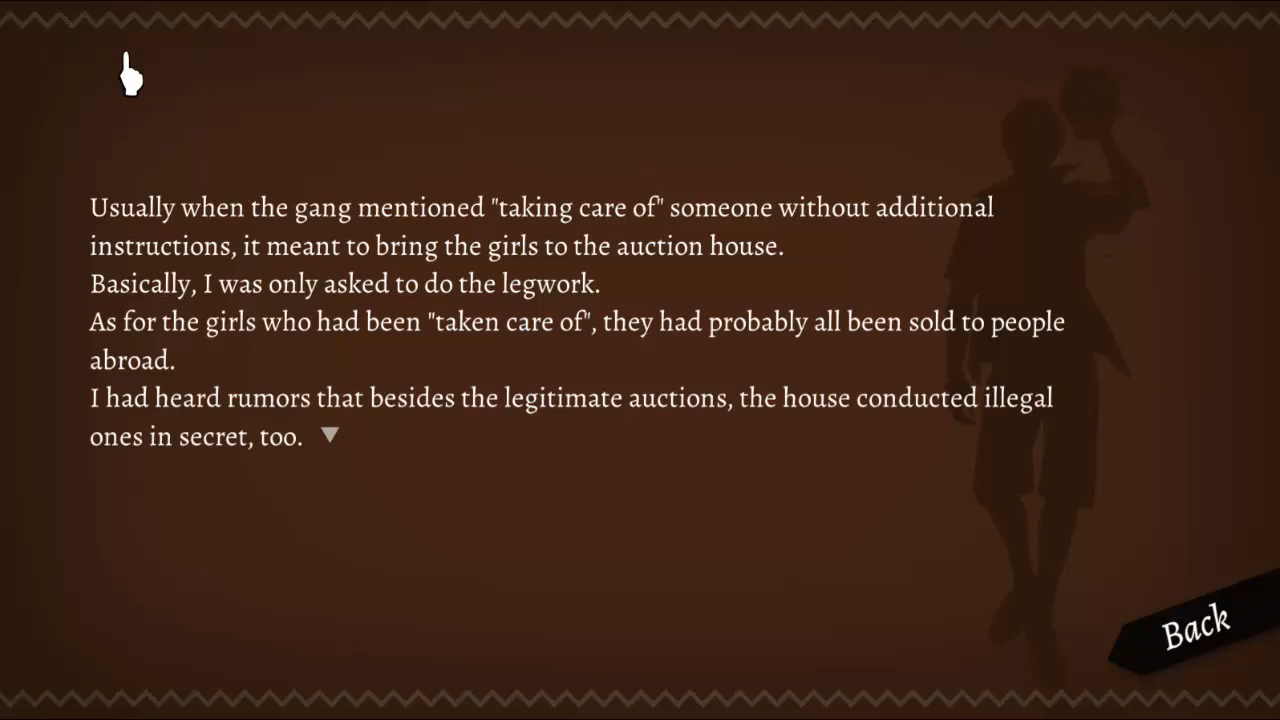 Usually when the gang mentioned "taking care of" someone without additional
instructions, it meant to bring the girls to the auction house.
Basically, I was only asked to do the legwork.
As for the girls who had been "taken care of", they had probably all been sold to people
abroad.
I had heard rumors that besides the legitimate auctions, the house conducted illegal
ones in secret, too.
Back